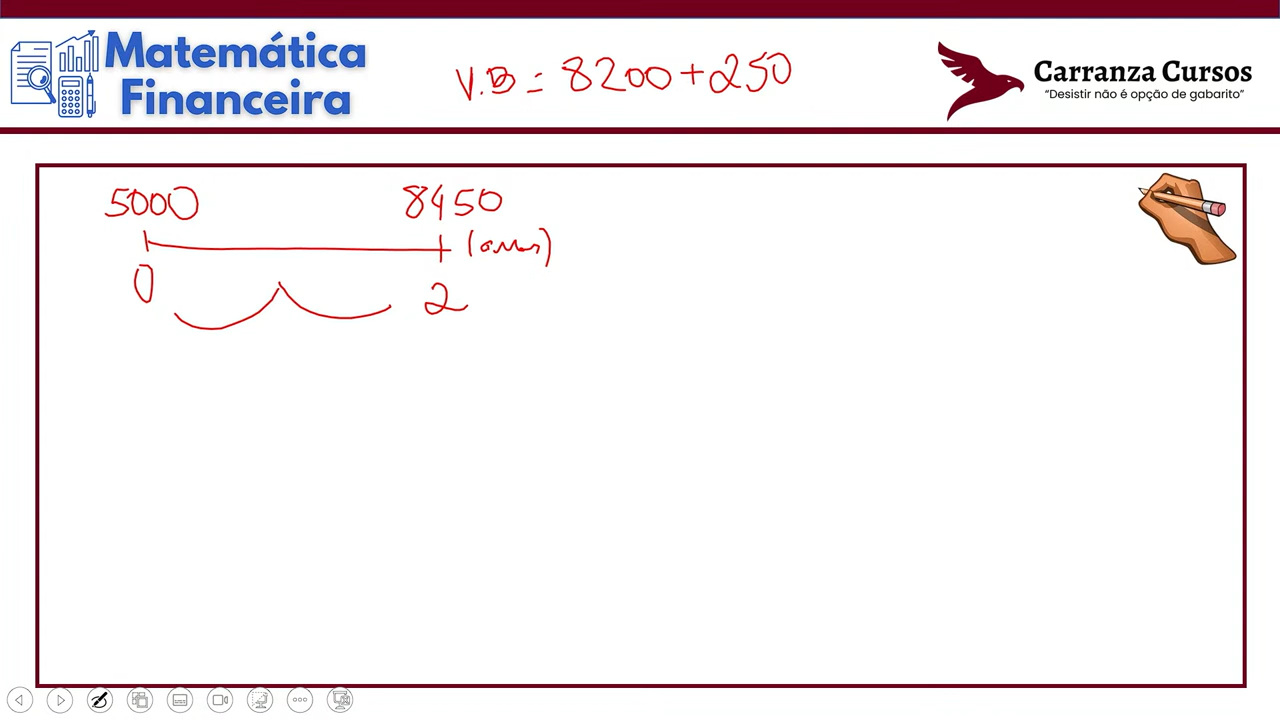 Matemática
Financeira
V.B = 8200 + 250
Carranza Cursos
“Desistir não é opção de gabarito”
5000 8450
(anos)
0 2